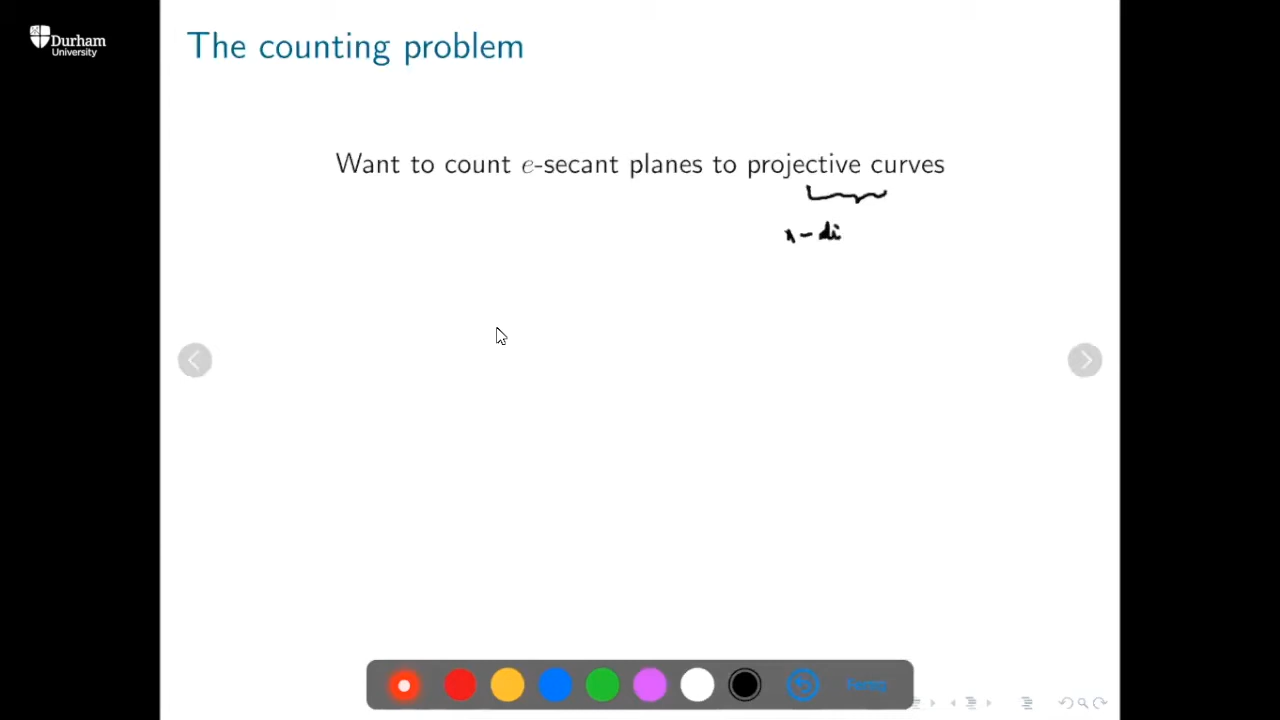 Durham
University
The counting problem
Want to count e-secant planes to projective curves
1-di